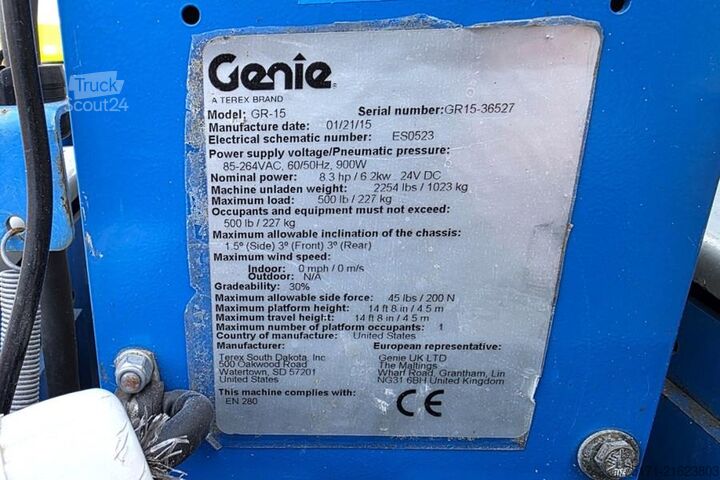 Genie
A TEREX BRAND
Model: GR-15 Serial number:GR15-36527
Manufacture date: 01/21/15
Electrical schematic number: ES0523
Power supply voltage/Pneumatic pressure:
85-264VAC, 60/50Hz, 900W
Nominal power: 8.3 hp / 6.2kw 24V DC
Machine unladen weight: 2254 lbs / 1023 kg
Maximum load: 500 lb / 227 kg
Occupants and equipment must not exceed:
500 lb / 227 kg
Maximum allowable inclination of the chassis:
1.5º (Side) 3º (Front) 3º (Rear)
Maximum wind speed:
Indoor: 0 mph / 0 m/s
Outdoor: N/A
Gradeability: 30%
Maximum allowable side force: 45 lbs / 200 N
Maximum platform height: 14 ft 8 in / 4.5 m
Maximum travel height: 14 ft 8 in / 4.5 m
Maximum number of platform occupants: 1
Country of manufacture: United States
Manufacturer: European representative:
Terex South Dakota, Inc Genie UK LTD
500 Oakwood Road The Maltings
Watertown, SD 57201 Wharf Road, Grantham, Lin
United States NG31 6BH United Kingdom
This machine complies with:
EN 280
CE
Truck
Scout24